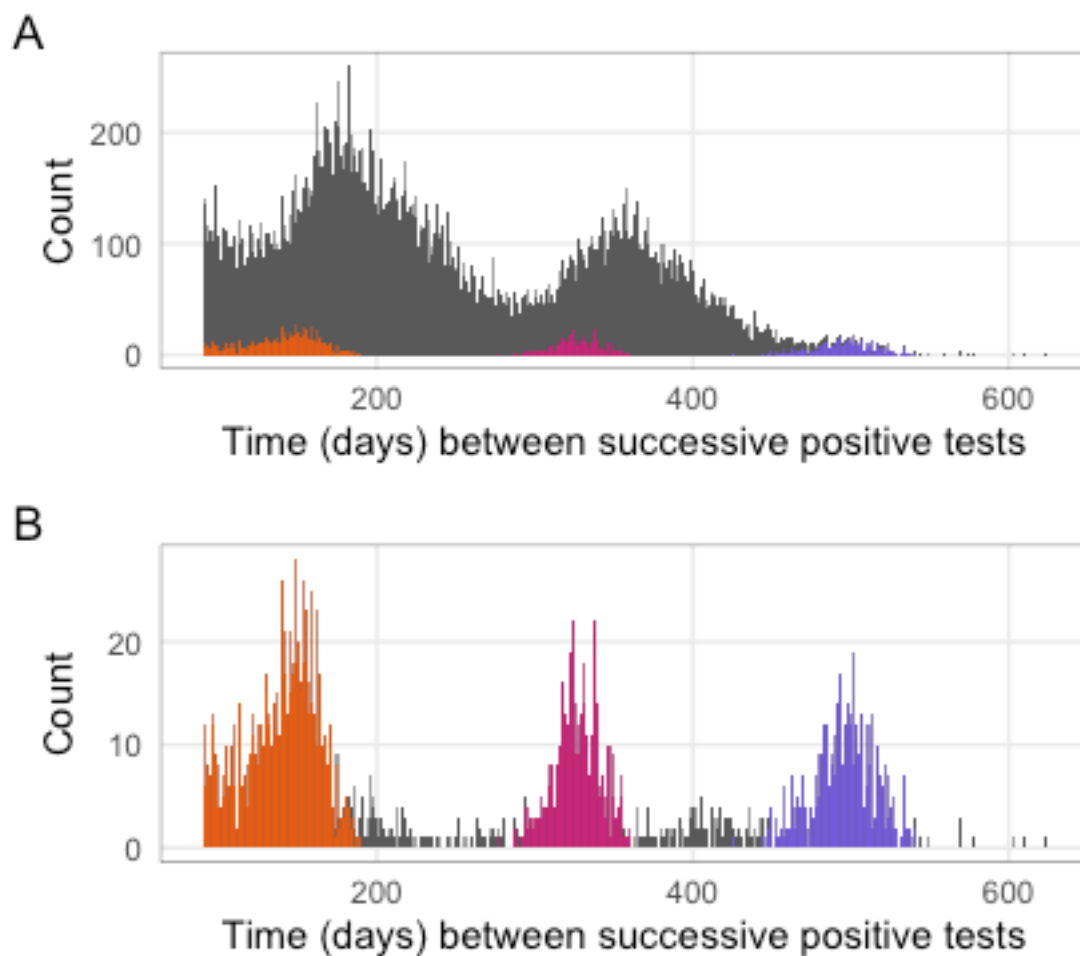 A
Count
200
100
0
200 400 600
Time (days) between successive positive tests
B
Count
20
10
0
200 400 600
Time (days) between successive positive tests